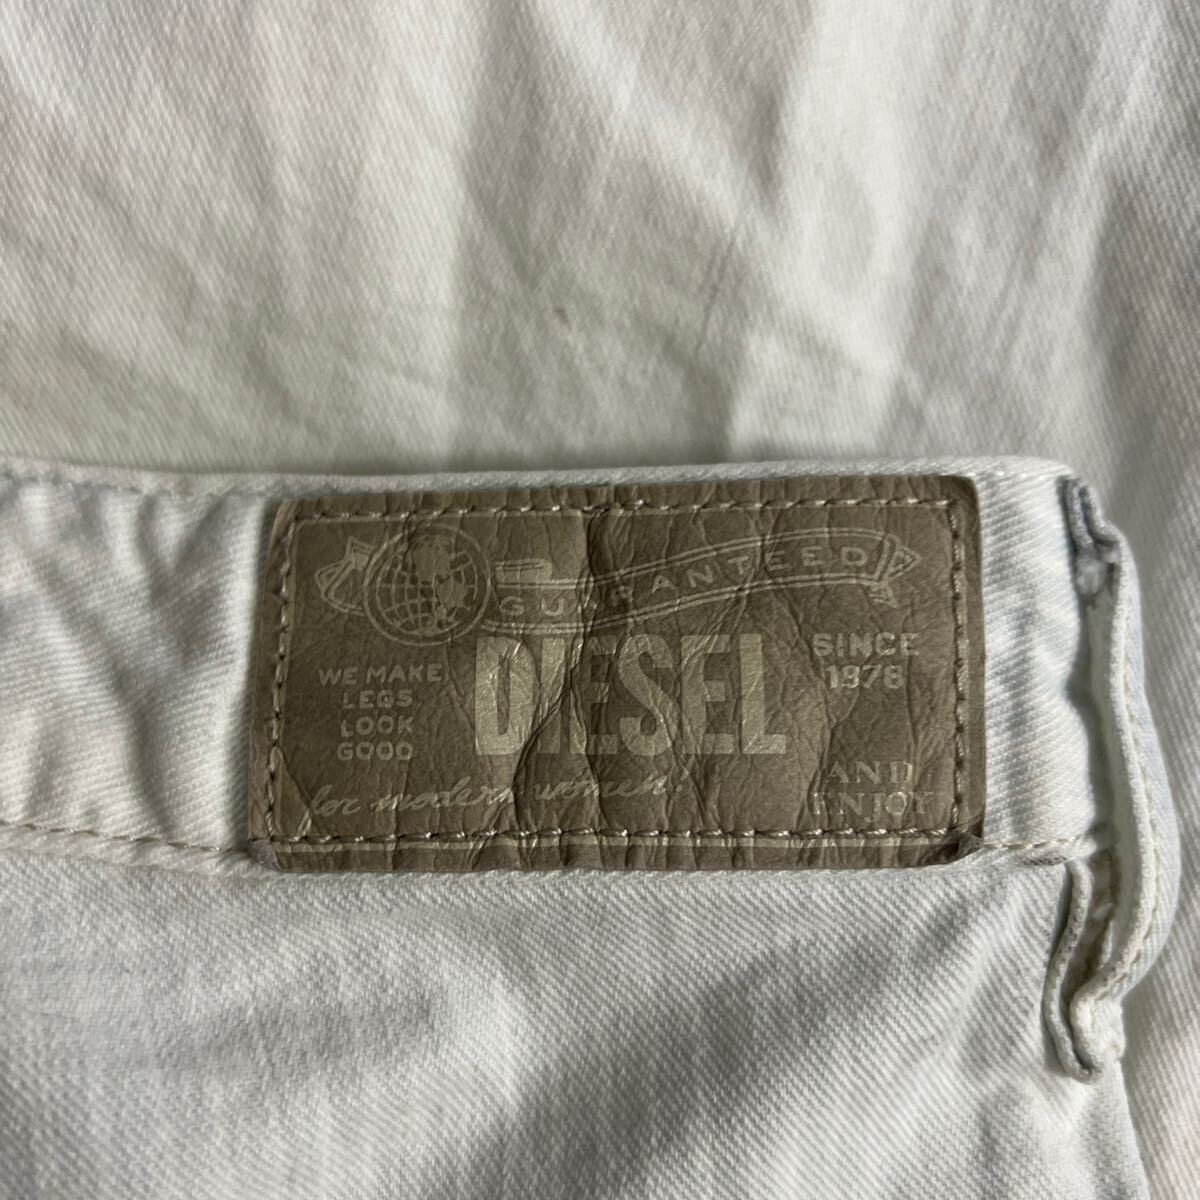 GUARANTEED
WE MAKE
LEGS
LOOK
GOOD
DIESEL
SINCE
1978
for modern women!
AND
ENJOY